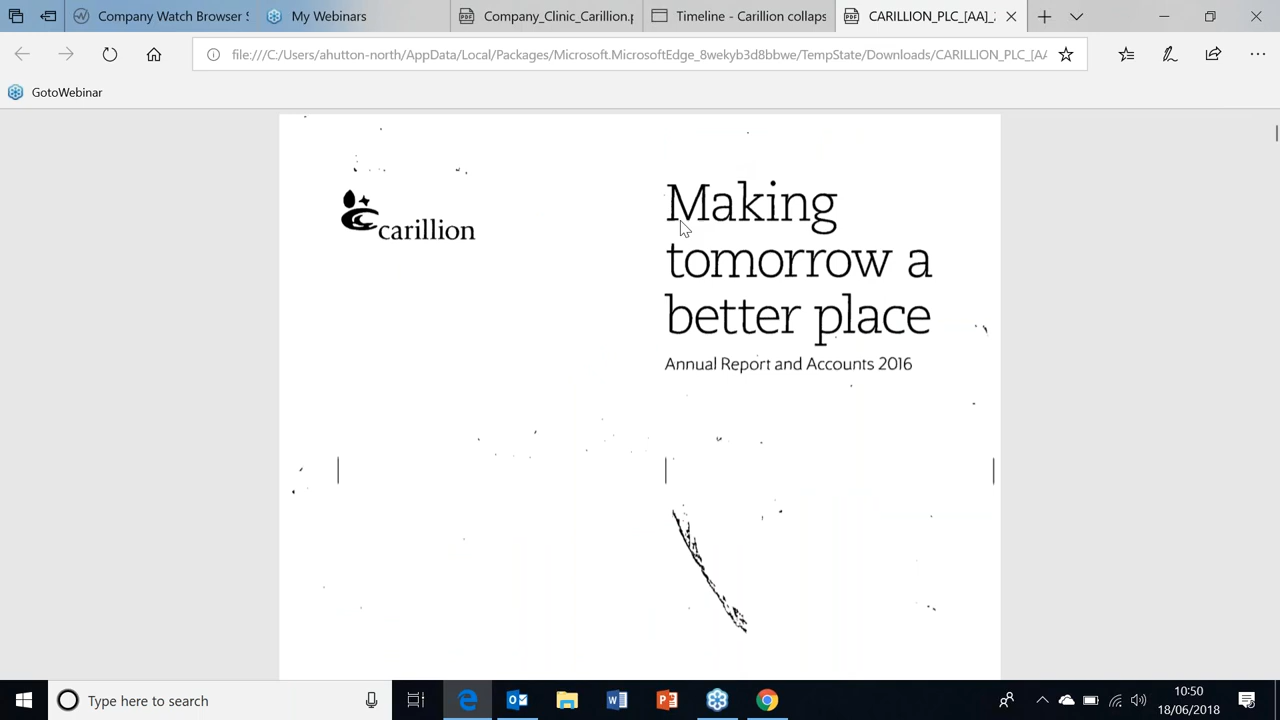 Company Watch Browser S
My Webinars
Company_Clinic_Carillion.p
Timeline - Carillion collaps
CARILLION_PLC_[AA]_2
file:///C:/Users/ahutton-north/AppData/Local/Packages/Microsoft.MicrosoftEdge_8wekyb3d8bbwe/TempState/Downloads/CARILLION_PLC_[AA
GotoWebinar
carillion
Making
tomorrow a
better place
Annual Report and Accounts 2016
Type here to search
10:50
18/06/2018